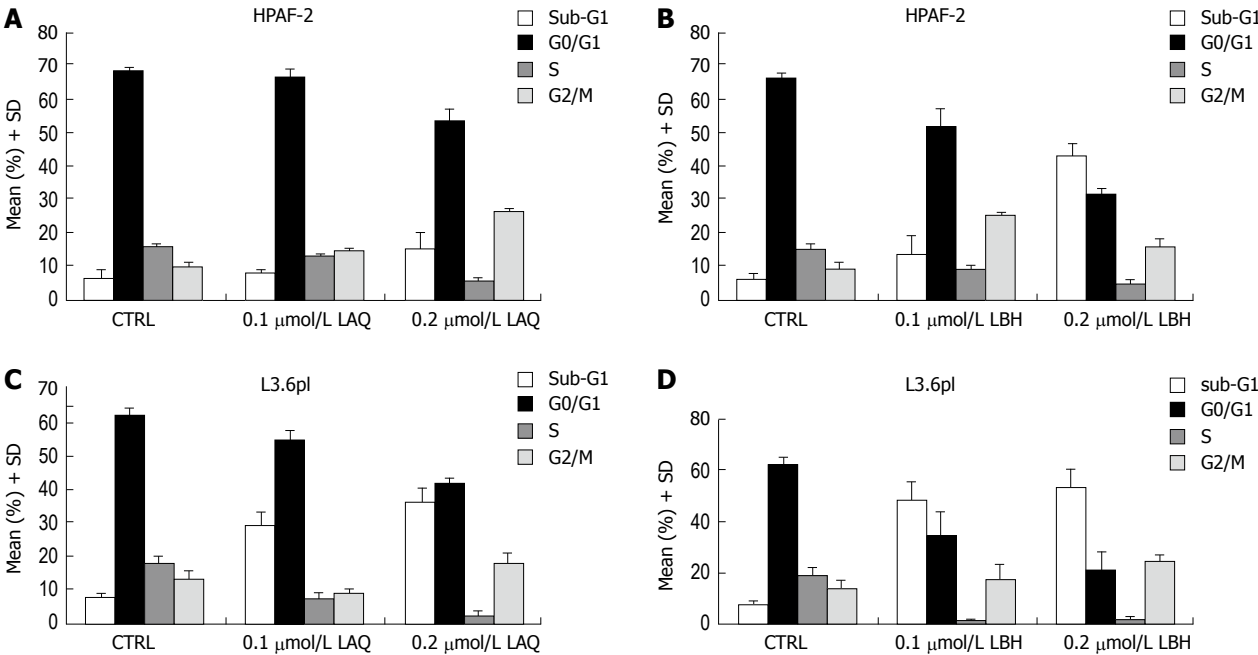 A
HPAF-2
Sub-G1
G0/G1
S
G2/M
Mean (%) + SD
80
70
60
50
40
30
20
10
0
CTRL
0.1 μmol/L LAQ
0.2 μmol/L LAQ
B
HPAF-2
Sub-G1
G0/G1
S
G2/M
Mean (%) + SD
80
70
60
50
40
30
20
10
0
CTRL
0.1 μmol/L LBH
0.2 μmol/L LBH
C
L3.6pl
Sub-G1
G0/G1
S
G2/M
Mean (%) + SD
70
60
50
40
30
20
10
0
CTRL
0.1 μmol/L LAQ
0.2 μmol/L LAQ
D
L3.6pl
sub-G1
G0/G1
S
G2/M
Mean (%) + SD
80
60
40
20
0
CTRL
0.1 μmol/L LBH
0.2 μmol/L LBH